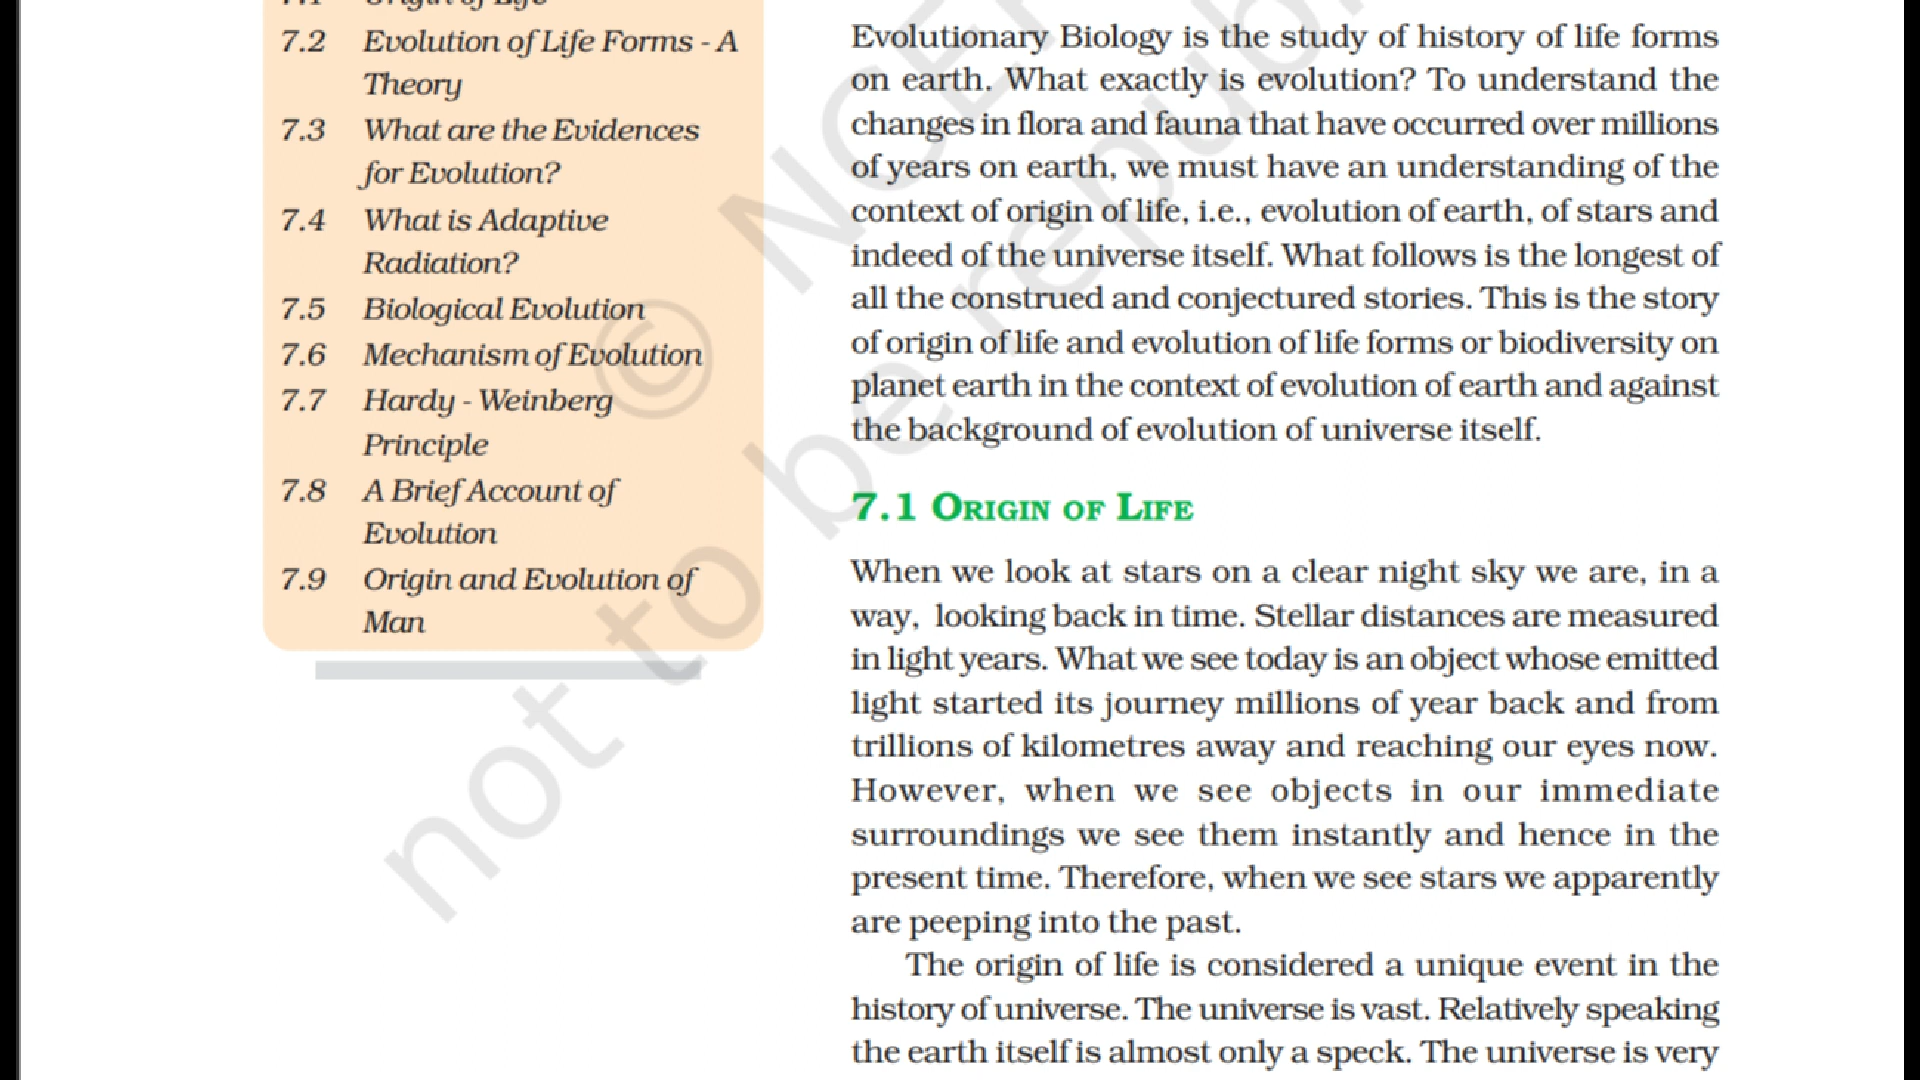 7.1 Origin of Life
7.2 Evolution of Life Forms - A
Theory
7.3 What are the Evidences
for Evolution?
7.4 What is Adaptive
Radiation?
7.5 Biological Evolution
7.6 Mechanism of Evolution
7.7 Hardy - Weinberg
Principle
7.8 A Brief Account of
Evolution
7.9 Origin and Evolution of
Man
Evolutionary Biology is the study of history of life forms
on earth. What exactly is evolution? To understand the
changes in flora and fauna that have occurred over millions
of years on earth, we must have an understanding of the
context of origin of life, i.e., evolution of earth, of stars and
indeed of the universe itself. What follows is the longest of
all the construed and conjectured stories. This is the story
of origin of life and evolution of life forms or biodiversity on
planet earth in the context of evolution of earth and against
the background of evolution of universe itself.
7.1 ORIGIN OF LIFE
When we look at stars on a clear night sky we are, in a
way, looking back in time. Stellar distances are measured
in light years. What we see today is an object whose emitted
light started its journey millions of year back and from
trillions of kilometres away and reaching our eyes now.
However, when we see objects in our immediate
surroundings we see them instantly and hence in the
present time. Therefore, when we see stars we apparently
are peeping into the past.
The origin of life is considered a unique event in the
history of universe. The universe is vast. Relatively speaking
the earth itself is almost only a speck. The universe is very
© NCE
not to be republ